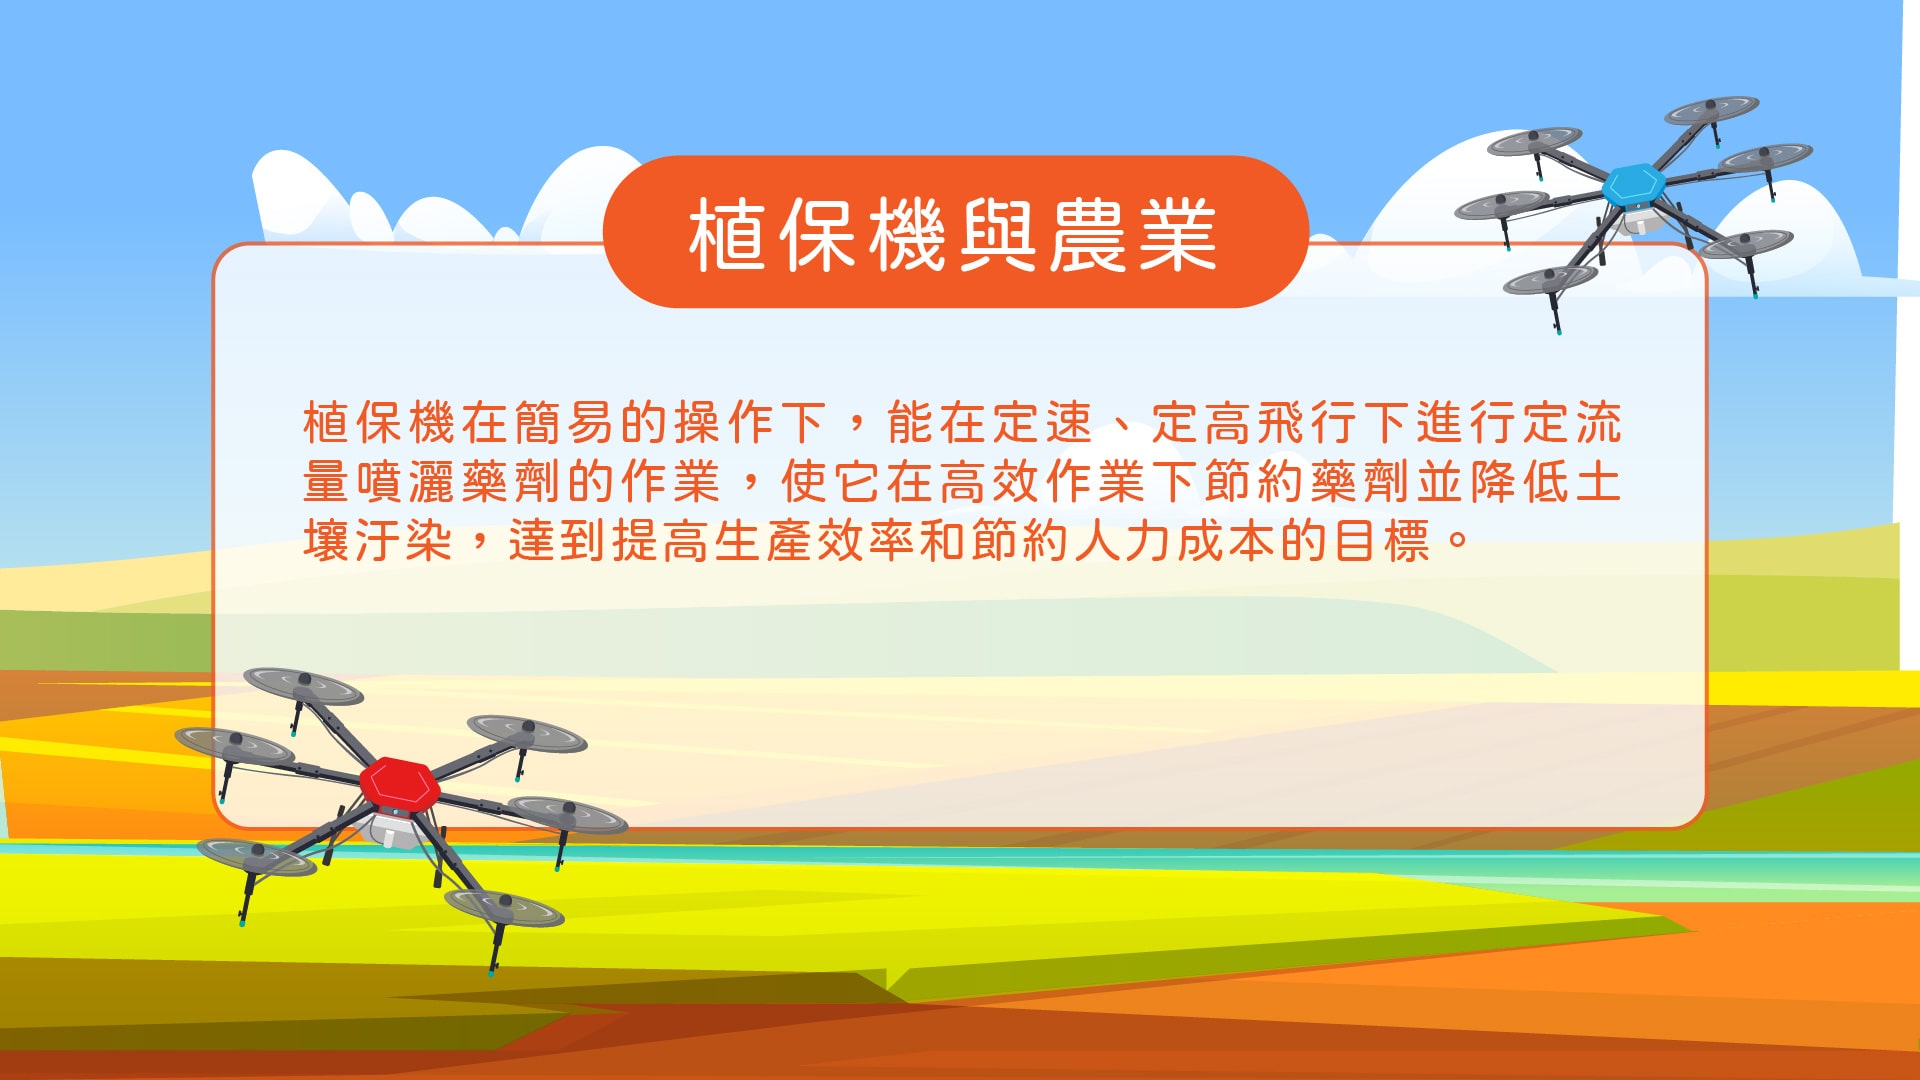 植保機與農業
植保機在簡易的操作下，能在定速、定高飛行下進行定流
量噴灑藥劑的作業，使它在高效作業下節約藥劑並降低土
壤汙染，達到提高生產效率和節約人力成本的目標。